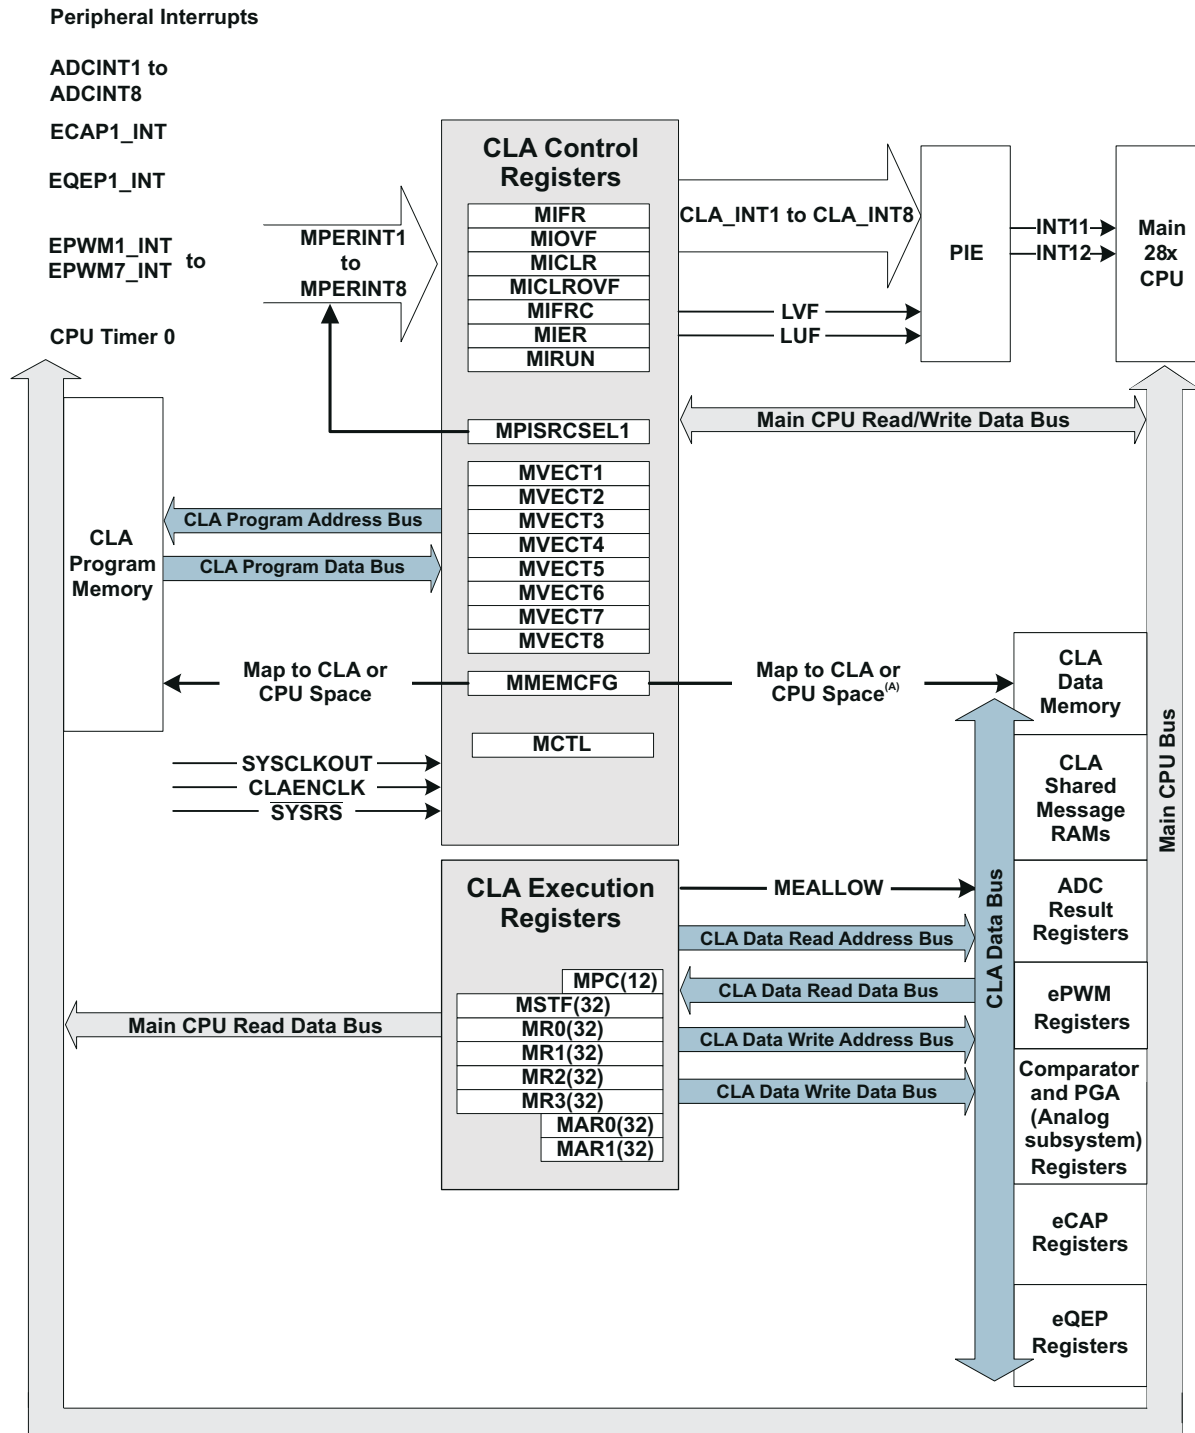 Peripheral Interrupts
ADCINT1 to
ADCINT8
ECAP1_INT
EQEP1_INT
EPWM1_INT
EPWM7_INT
to
CPU Timer 0
MPERINT1
to
MPERINT8
CLA Control
Registers
MIFR
MIOVF
MICLR
MICLROVF
MIFRC
MIER
MIRUN
MPISRCSEL1
MVECT1
MVECT2
MVECT3
MVECT4
MVECT5
MVECT6
MVECT7
MVECT8
MMEMCFG
MCTL
CLA_INT1 to CLA_INT8
LVF
LUF
PIE
INT11
INT12
Main
28x
CPU
Main CPU Read/Write Data Bus
CLA Program Address Bus
CLA Program Data Bus
CLA
Program
Memory
Map to CLA or
CPU Space
Map to CLA or
CPU Space(A)
SYSCLKOUT
CLAENCLK
SYSRS
CLA
Data
Memory
CLA
Shared
Message
RAMs
ADC
Result
Registers
ePWM
Registers
Comparator
and PGA
(Analog
subsystem)
Registers
eCAP
Registers
eQEP
Registers
Main CPU Bus
CLA Data Bus
CLA Execution
Registers
MPC(12)
MSTF(32)
MR0(32)
MR1(32)
MR2(32)
MR3(32)
MAR0(32)
MAR1(32)
MEALLOW
CLA Data Read Address Bus
CLA Data Read Data Bus
CLA Data Write Address Bus
CLA Data Write Data Bus
Main CPU Read Data Bus